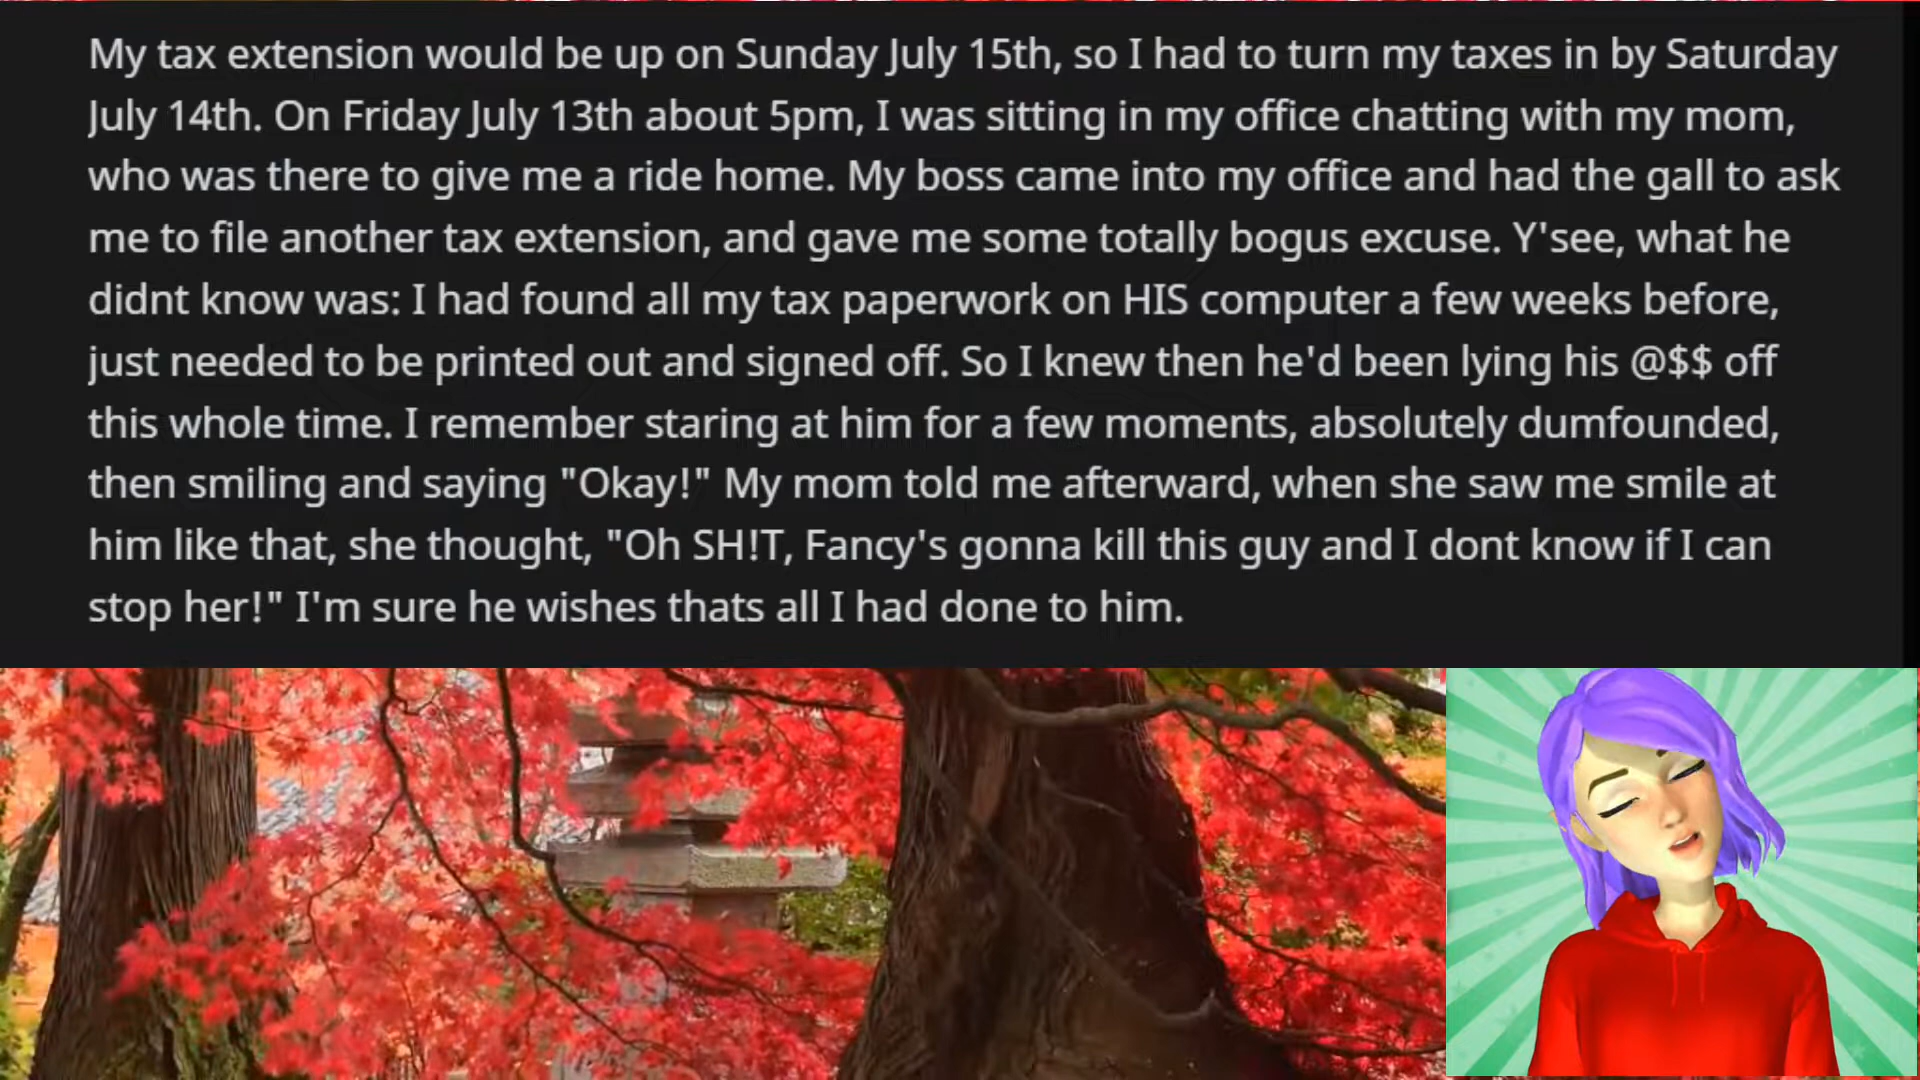 My tax extension would be up on Sunday July 15th, so I had to turn my taxes in by Saturday
July 14th. On Friday July 13th about 5pm, I was sitting in my office chatting with my mom,
who was there to give me a ride home. My boss came into my office and had the gall to ask
me to file another tax extension, and gave me some totally bogus excuse. Y'see, what he
didnt know was: I had found all my tax paperwork on HIS computer a few weeks before,
just needed to be printed out and signed off. So I knew then he'd been lying his @$$ off
this whole time. I remember staring at him for a few moments, absolutely dumfounded,
then smiling and saying "Okay!" My mom told me afterward, when she saw me smile at
him like that, she thought, "Oh SH!T, Fancy's gonna kill this guy and I dont know if I can
stop her!" I'm sure he wishes thats all I had done to him.